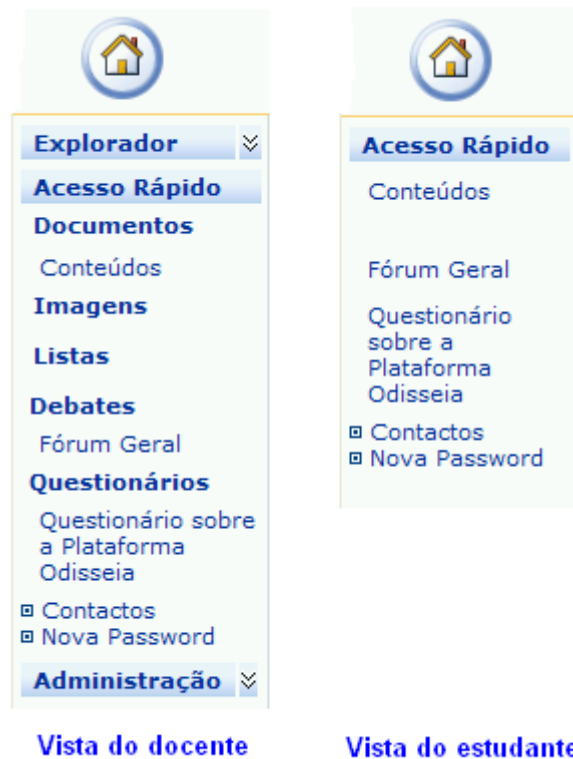 Explorador
Acesso Rápido
Documentos
Conteúdos
Imagens
Listas
Debates
Fórum Geral
Questionários
Questionário sobre
a Plataforma
Odisseia
Contactos
Nova Password
Administração
Vista do docente
Acesso Rápido
Conteúdos
Fórum Geral
Questionário
sobre a
Plataforma
Odisseia
Contactos
Nova Password
Vista do estudante